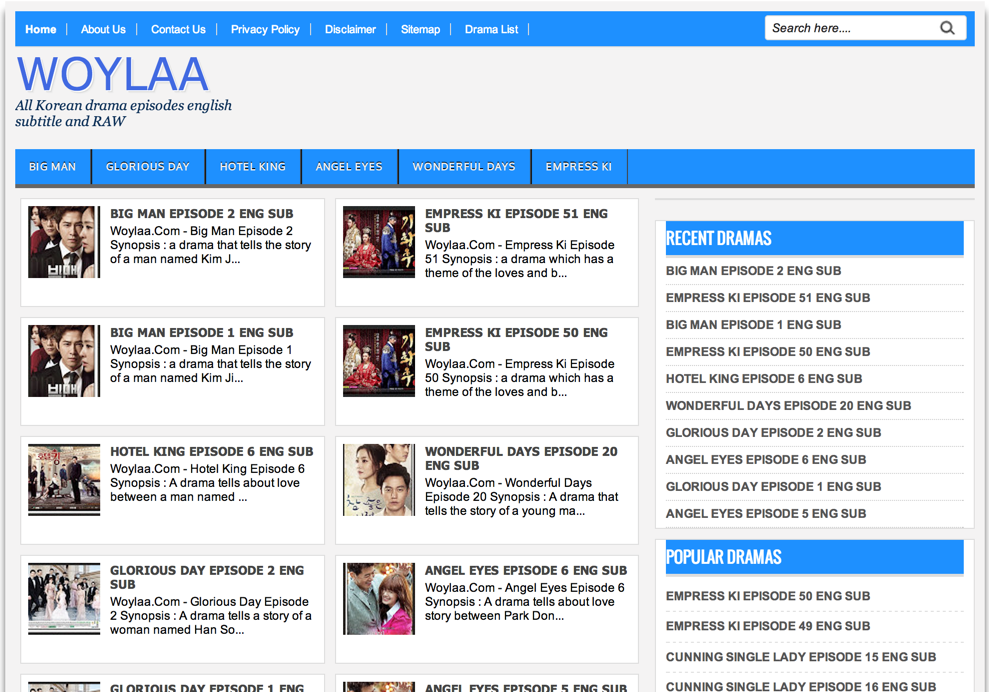 Home
About Us
Contact Us
Privacy Policy
Disclaimer
Sitemap
Drama List
Search here....
WOYLAA
All Korean drama episodes english
subtitle and RAW
BIG MAN
GLORIOUS DAY
HOTEL KING
ANGEL EYES
WONDERFUL DAYS
EMPRESS KI
빅맨
BIG MAN EPISODE 2 ENG SUB
Woylaa.Com - Big Man Episode 2
Synopsis : a drama that tells the story
of a man named Kim J...
기황후
EMPRESS KI EPISODE 51 ENG
SUB
Woylaa.Com - Empress Ki Episode
51 Synopsis : a drama which has a
theme of the loves and b...
빅맨
BIG MAN EPISODE 1 ENG SUB
Woylaa.Com - Big Man Episode 1
Synopsis : a drama that tells the story
of a man named Kim Ji...
기황후
EMPRESS KI EPISODE 50 ENG
SUB
Woylaa.Com - Empress Ki Episode
50 Synopsis : a drama which has a
theme of the loves and b...
HOTEL KING EPISODE 6 ENG SUB
Woylaa.Com - Hotel King Episode 6
Synopsis : A drama tells about love
between a man named ...
WONDERFUL DAYS EPISODE 20
ENG SUB
Woylaa.Com - Wonderful Days
Episode 20 Synopsis : A drama that
tells the story of a young ma...
GLORIOUS DAY EPISODE 2 ENG
SUB
Woylaa.Com - Glorious Day Episode
2 Synopsis : A drama tells a story of a
woman named Han So...
ANGEL EYES EPISODE 6 ENG SUB
Woylaa.Com - Angel Eyes Episode 6
Synopsis : A drama tells about love
story between Park Don...
GLORIOUS DAY EPISODE 1 ENG
ANGEL EYES EPISODE 5 ENG SUB
RECENT DRAMAS
BIG MAN EPISODE 2 ENG SUB
EMPRESS KI EPISODE 51 ENG SUB
BIG MAN EPISODE 1 ENG SUB
EMPRESS KI EPISODE 50 ENG SUB
HOTEL KING EPISODE 6 ENG SUB
WONDERFUL DAYS EPISODE 20 ENG SUB
GLORIOUS DAY EPISODE 2 ENG SUB
ANGEL EYES EPISODE 6 ENG SUB
GLORIOUS DAY EPISODE 1 ENG SUB
ANGEL EYES EPISODE 5 ENG SUB
POPULAR DRAMAS
EMPRESS KI EPISODE 50 ENG SUB
EMPRESS KI EPISODE 49 ENG SUB
CUNNING SINGLE LADY EPISODE 15 ENG SUB
CUNNING SINGLE LADY EPISODE 16 ENG SUB